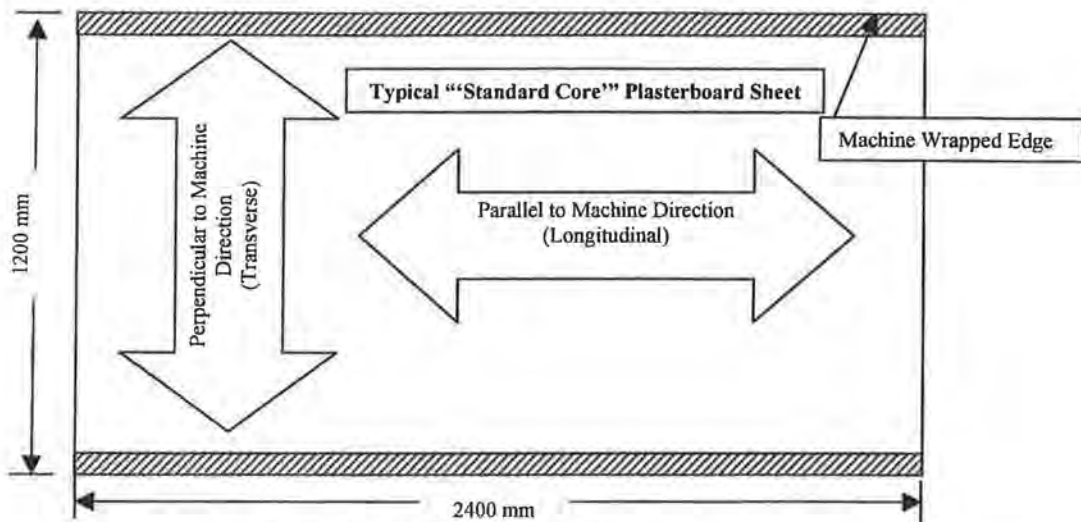 Typical “‘Standard Core’” Plasterboard Sheet
Machine Wrapped Edge
Perpendicular to Machine
Direction
(Transverse)
Parallel to Machine Direction
(Longitudinal)
1200 mm
2400 mm